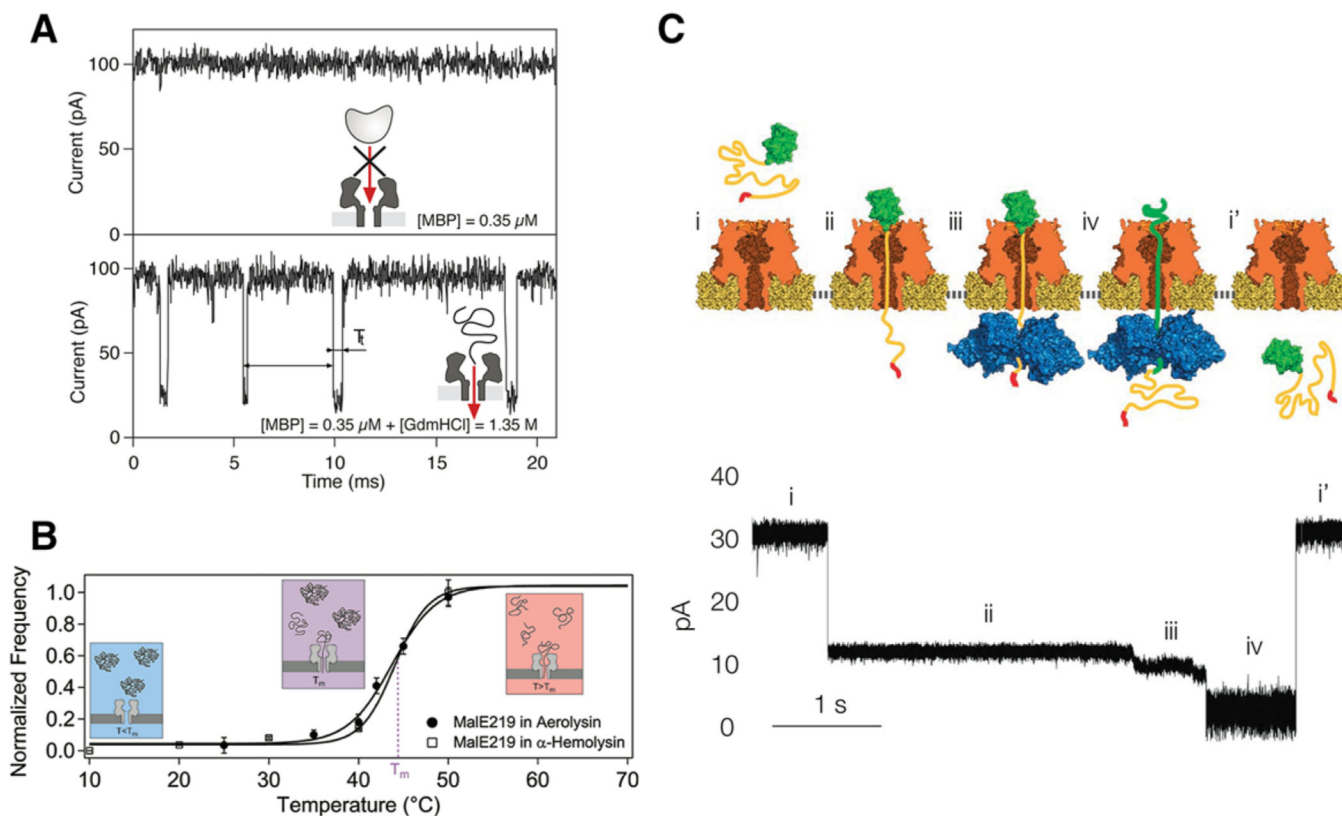 A
Current (pA)
100
50
0
[MBP] = 0.35 µM
Current (pA)
100
50
0
Tt
[MBP] = 0.35 µM + [GdmHCl] = 1.35 M
0 5 10 15 20
Time (ms)
B
Normalized Frequency
1.0
0.8
0.6
0.4
0.2
0.0
T<Tm
Tm
T>Tm
MalE219 in Aerolysin
MalE219 in α-Hemolysin
10 20 30 40 50 60 70
Tm
Temperature (°C)
C
i ii iii iv i'
40
30
20
10
0
pA
i
ii
iii
iv
i'
1 s